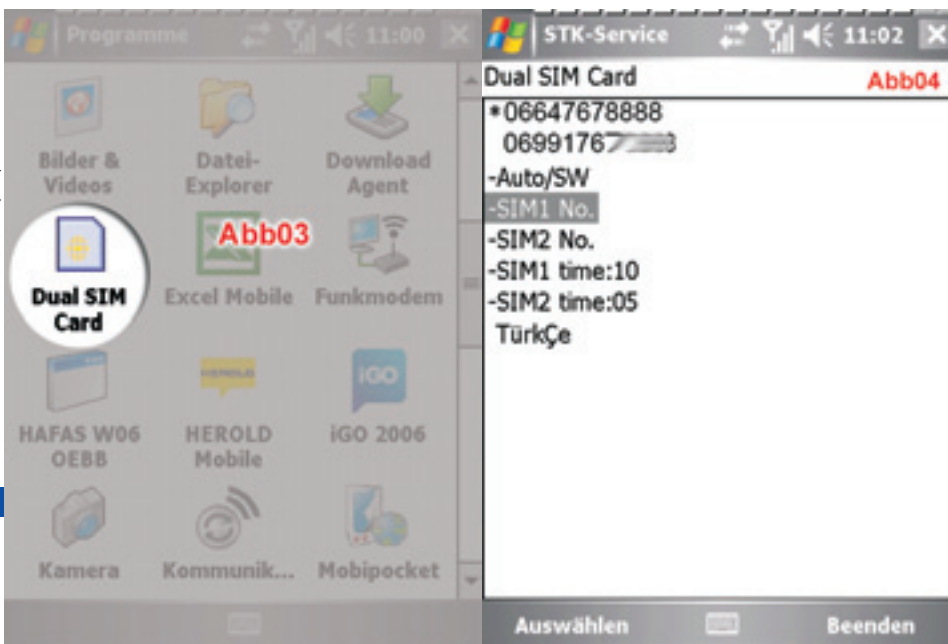 Programme 11:00
Bilder & Videos
Datei-Explorer
Download Agent
Dual SIM Card
Abb03
Excel Mobile
Funkmodem
HAFAS W06 OEBB
HEROLD
HEROLD Mobile
iGO
iGO 2006
Kamera
Kommunik...
Mobipocket
STK-Service 11:02
Dual SIM Card
Abb04
*06647678888
-Auto/SW
-SIM1 No.
-SIM2 No.
-SIM1 time:10
-SIM2 time:05
TürkÇe
Auswählen
Beenden